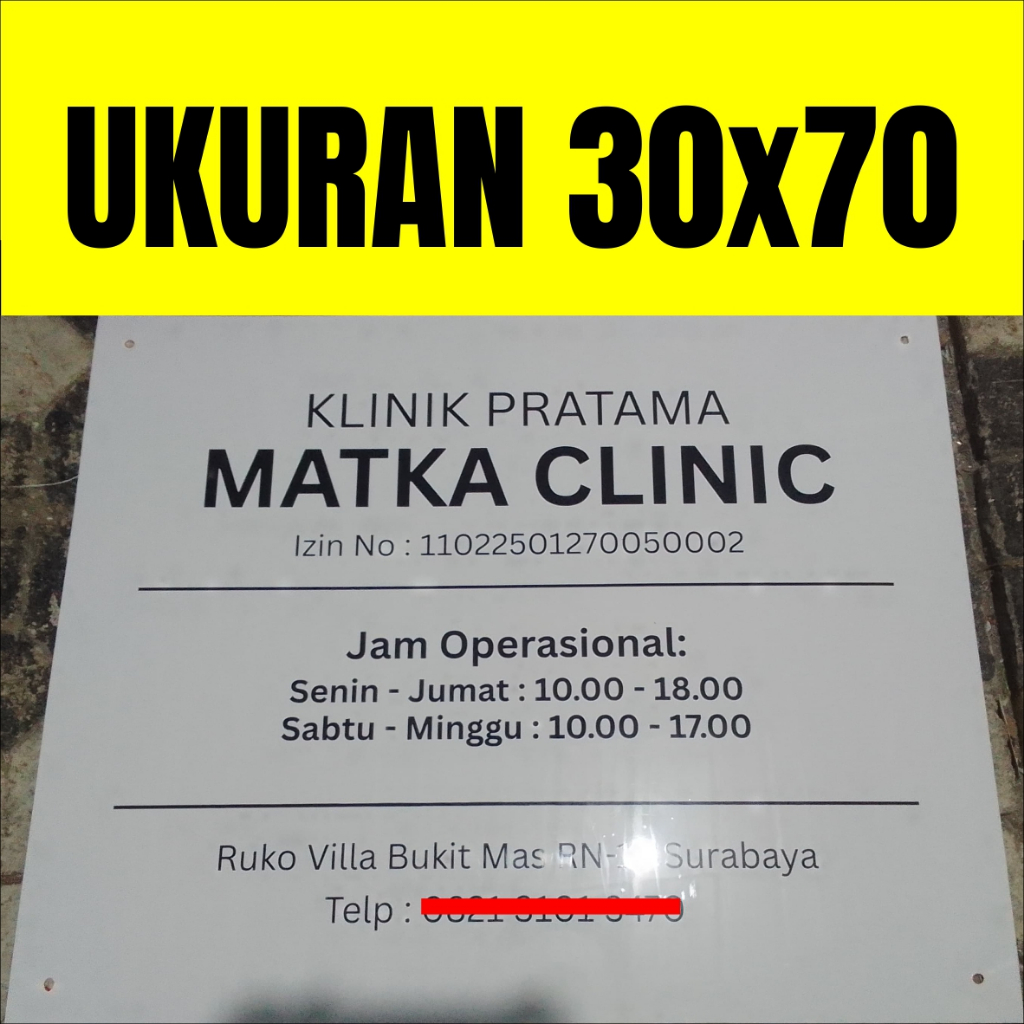 UKURAN 30x70
KLINIK PRATAMA
MATKA CLINIC
Izin No : 11022501270050002
Jam Operasional:
Senin - Jumat : 10.00 - 18.00
Sabtu - Minggu : 10.00 - 17.00
Ruko Villa Bukit Mas Surabaya
Telp :